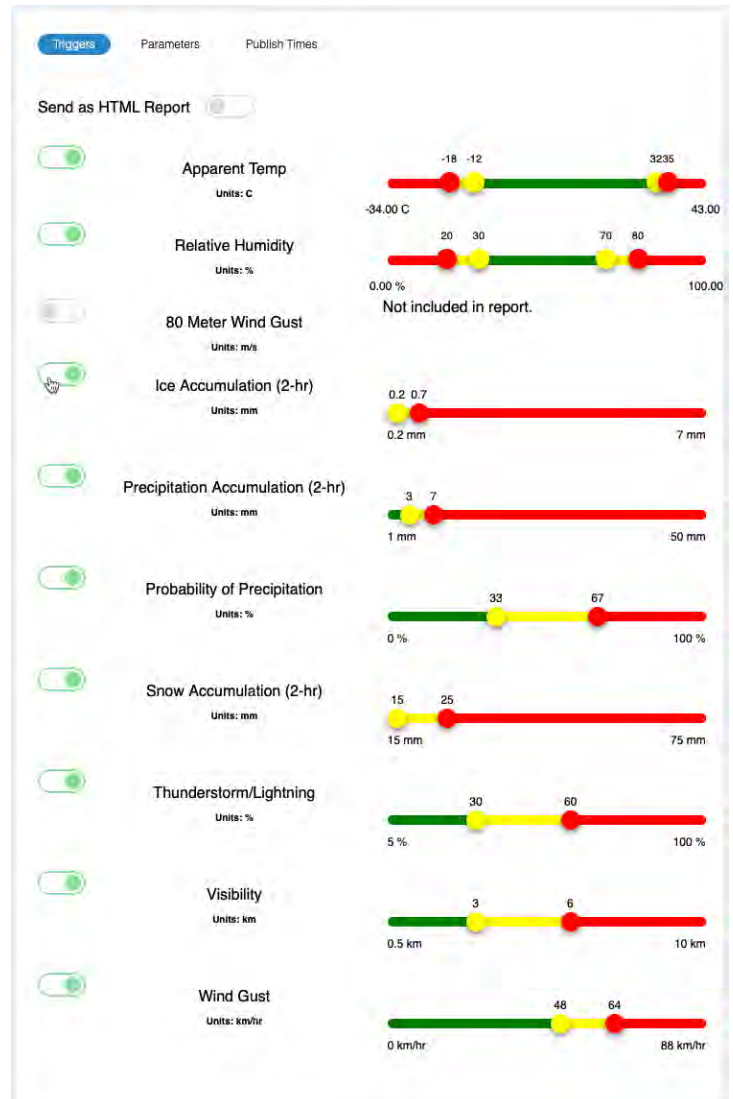 Triggers Parameters Publish Times
Send as HTML Report
-18 -12 3235
Apparent Temp
Units: C
-34.00 C 43.00
20 30 70 80
Relative Humidity
Units: %
0.00 % 100.00
Not included in report.
80 Meter Wind Gust
Units: m/s
Ice Accumulation (2-hr)
0.2 0.7
Units: mm
0.2 mm 7 mm
Precipitation Accumulation (2-hr)
3 7
Units: mm
1 mm 50 mm
Probability of Precipitation
33 67
Units: %
0 % 100 %
Snow Accumulation (2-hr)
15 25
Units: mm
15 mm 75 mm
Thunderstorm/Lightning
30 60
Units: %
5 % 100 %
Visibility
3 6
Units: km
0.5 km 10 km
Wind Gust
48 64
Units: km/hr
0 km/hr 88 km/hr